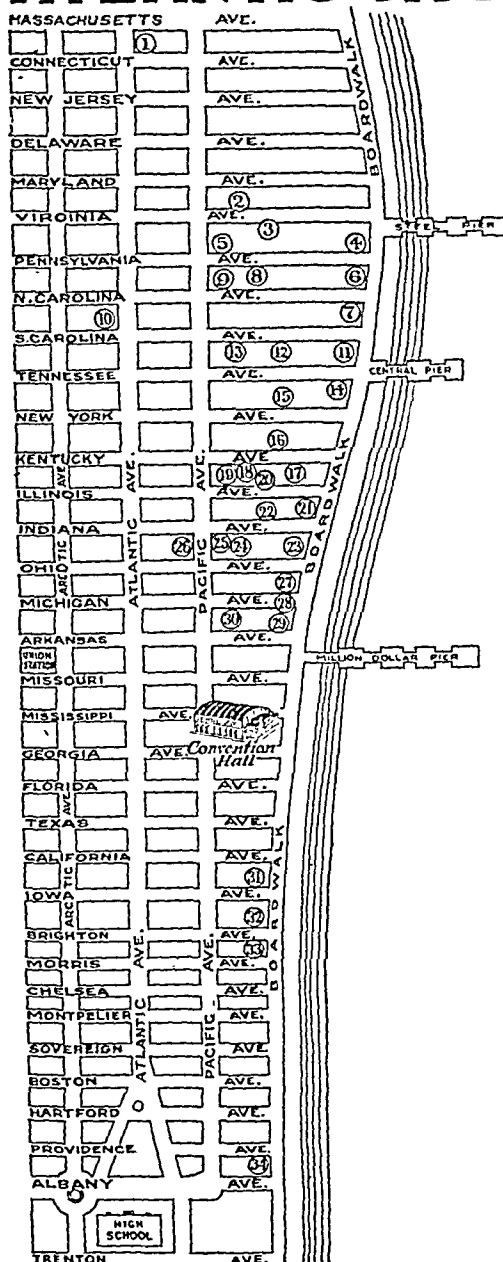 MASSACHUSETTS AVE.
1
CONNECTICUT AVE.
NEW JERSEY AVE.
BOARDWALK
DELAWARE AVE.
MARYLAND AVE.
2
VIRGINIA AVE.
3
5 4
STEEL PIER
PENNSYLVANIA AVE.
9 8 6
N. CAROLINA AVE.
10 7
S. CAROLINA AVE.
13 12 11
CENTRAL PIER
TENNESSEE AVE.
15 14
NEW YORK AVE.
16
KENTUCKY AVE.
19 18 20 17
ILLINOIS AVE.
22 21
INDIANA AVE.
26 25 24 23
OHIO AVE.
27
MICHIGAN AVE.
30 28
29
ATLANTIC AVE.
PACIFIC AVE.
BOARDWALK
ARKANSAS AVE.
UNION
STATION
MILLION DOLLAR PIER
MISSOURI AVE.
MISSISSIPPI AVE.
Convention
Hall
GEORGIA AVE.
FLORIDA AVE.
TEXAS AVE.
CALIFORNIA AVE.
31
IOWA AVE.
32
BRIGHTON AVE.
33
MORRIS AVE.
CHELSEA AVE.
MONTPELIER AVE.
SOVEREIGN AVE.
BOSTON AVE.
ATLANTIC AVE.
PACIFIC AVE.
BOARDWALK
HARTFORD AVE.
PROVIDENCE AVE.
34
ALBANY AVE.
HIGH
SCHOOL
TRENTON AVE.